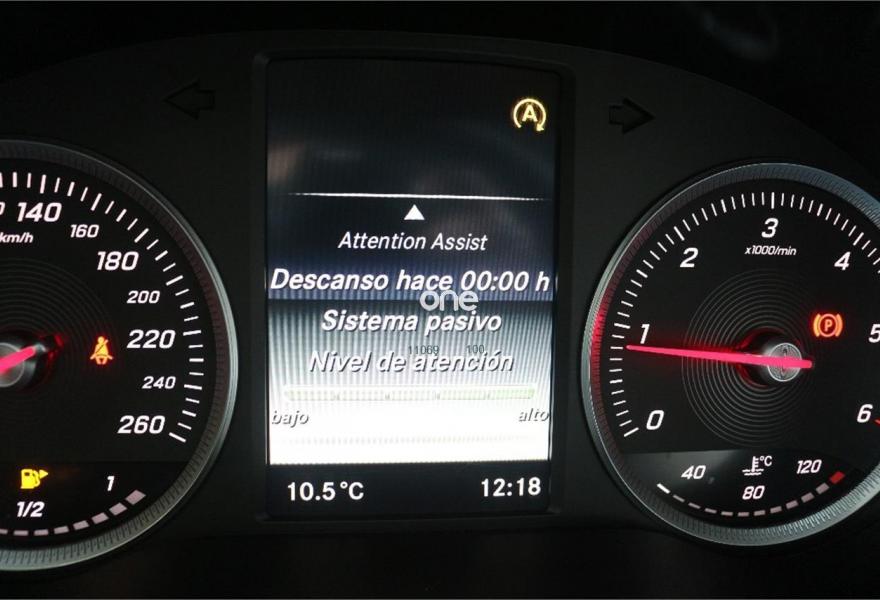 A
140
km/h
160
180
200
220
240
260
1/2
1
Attention Assist
Descanso hace 00:00 h
one
Sistema pasivo
11069 100
Nivel de atención
bajo alto
10.5°C 12:18
0
1
2
3
x1000/min
4
5
6
P
40
°C
80
120